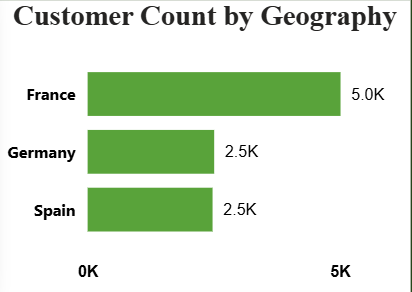 Customer Count by Geography
France 5.0K
Germany 2.5K
Spain 2.5K
0K 5K